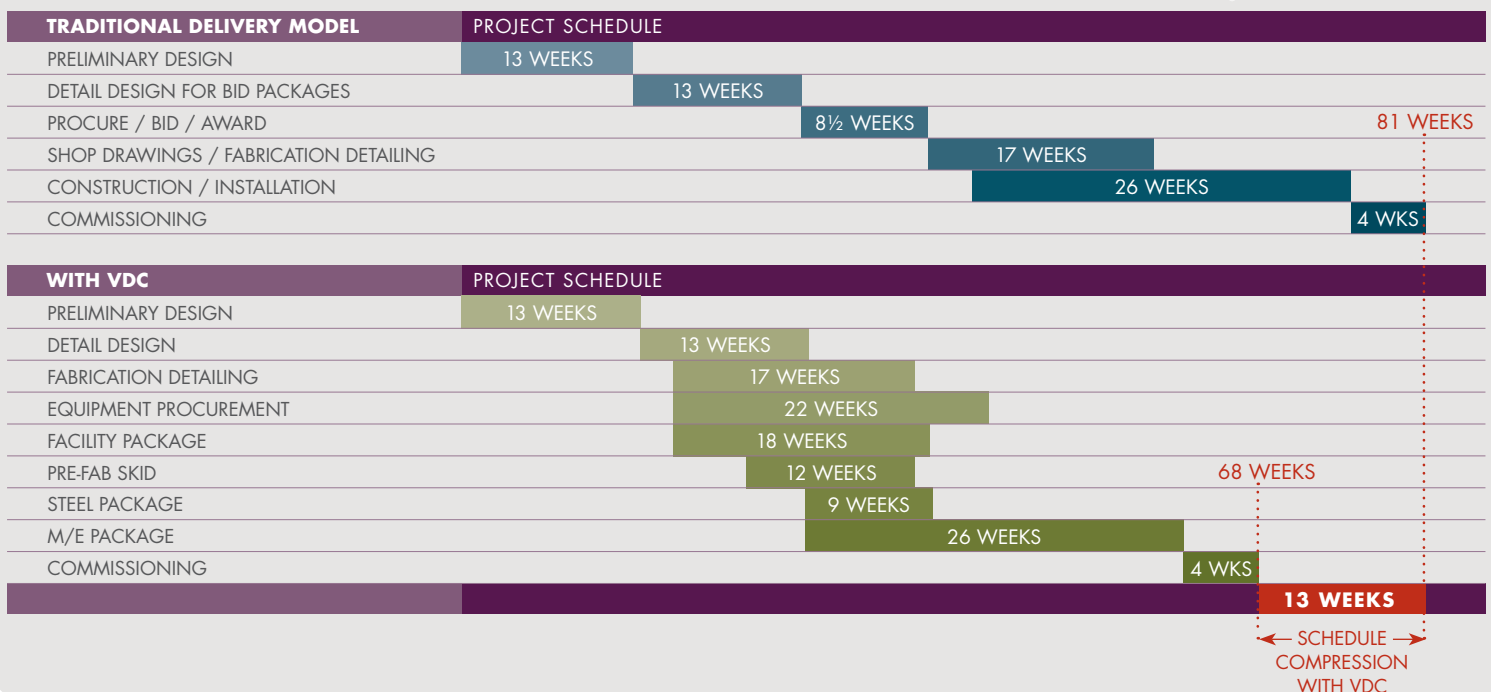 TRADITIONAL DELIVERY MODEL PROJECT SCHEDULE
PRELIMINARY DESIGN 13 WEEKS
DETAIL DESIGN FOR BID PACKAGES 13 WEEKS
PROCURE / BID / AWARD 8½ WEEKS 81 WEEKS
SHOP DRAWINGS / FABRICATION DETAILING 17 WEEKS
CONSTRUCTION / INSTALLATION 26 WEEKS
COMMISSIONING 4 WKS
WITH VDC PROJECT SCHEDULE
PRELIMINARY DESIGN 13 WEEKS
DETAIL DESIGN 13 WEEKS
FABRICATION DETAILING 17 WEEKS
EQUIPMENT PROCUREMENT 22 WEEKS
FACILITY PACKAGE 18 WEEKS
PRE-FAB SKID 12 WEEKS 68 WEEKS
STEEL PACKAGE 9 WEEKS
M/E PACKAGE 26 WEEKS
COMMISSIONING 4 WKS
13 WEEKS
SCHEDULE
COMPRESSION
WITH VDC